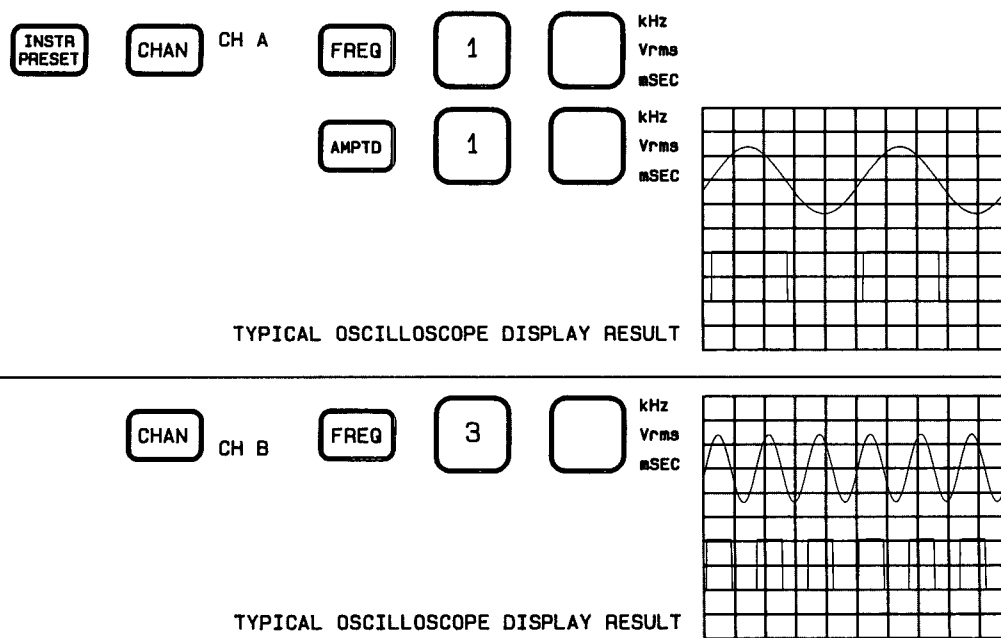 INSTR PRESET
CHAN
CH A
FREQ
1
kHz
Vrms
mSEC
AMPTD
1
kHz
Vrms
mSEC
TYPICAL OSCILLOSCOPE DISPLAY RESULT
CHAN
CH B
FREQ
3
kHz
Vrms
mSEC
TYPICAL OSCILLOSCOPE DISPLAY RESULT